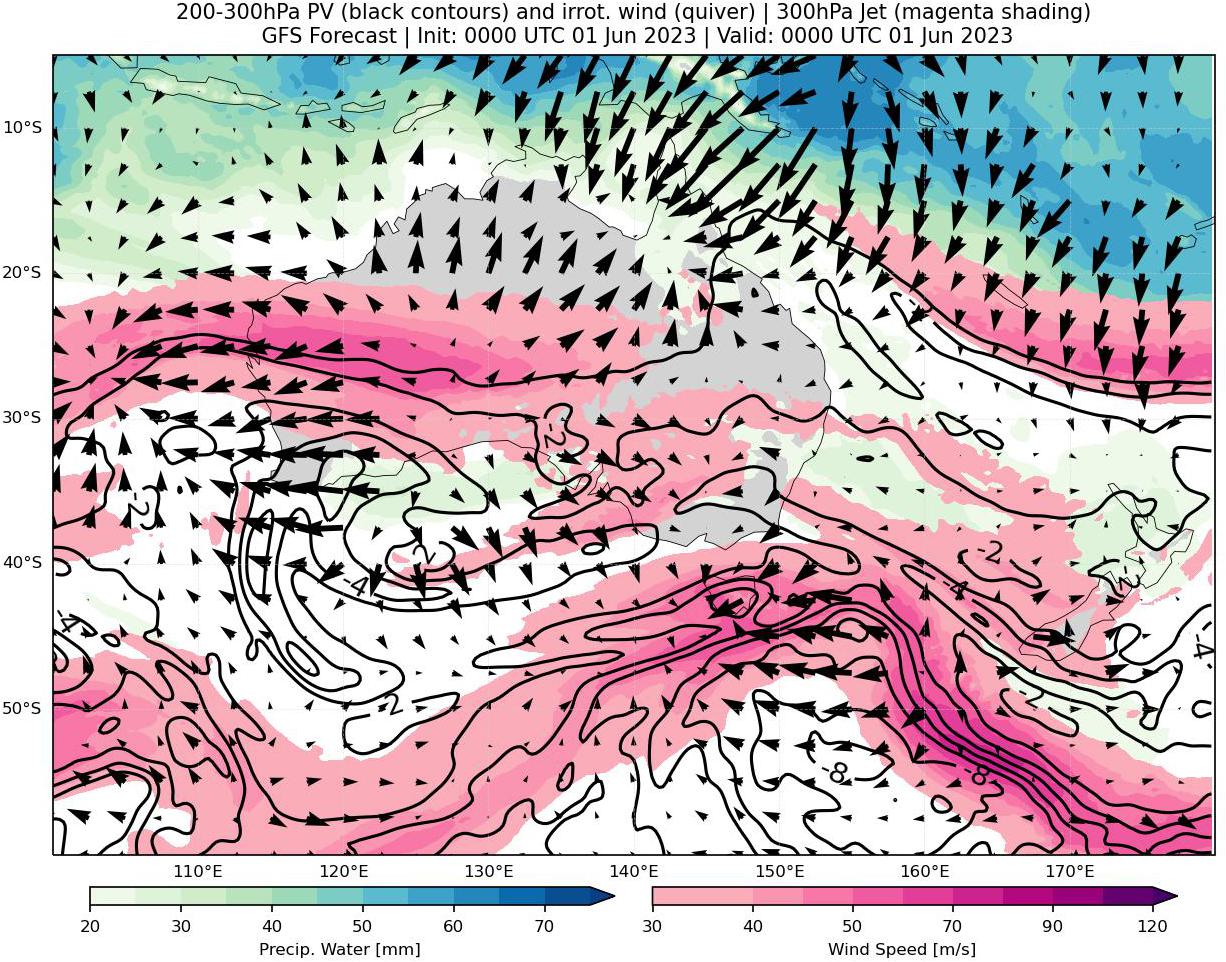 200-300hPa PV (black contours) and irrot. wind (quiver) | 300hPa Jet (magenta shading)
GFS Forecast | Init: 0000 UTC 01 Jun 2023 | Valid: 0000 UTC 01 Jun 2023
10°S
20°S
-2
30°S
-2
-2
40°S
-2
-2
-2
-4
-4
-4
-4
-2
-2
50°S
-8
-8
110°E 120°E 130°E 140°E 150°E 160°E 170°E
20 30 40 50 60 70
30 40 50 70 90 120
Precip. Water [mm]
Wind Speed [m/s]